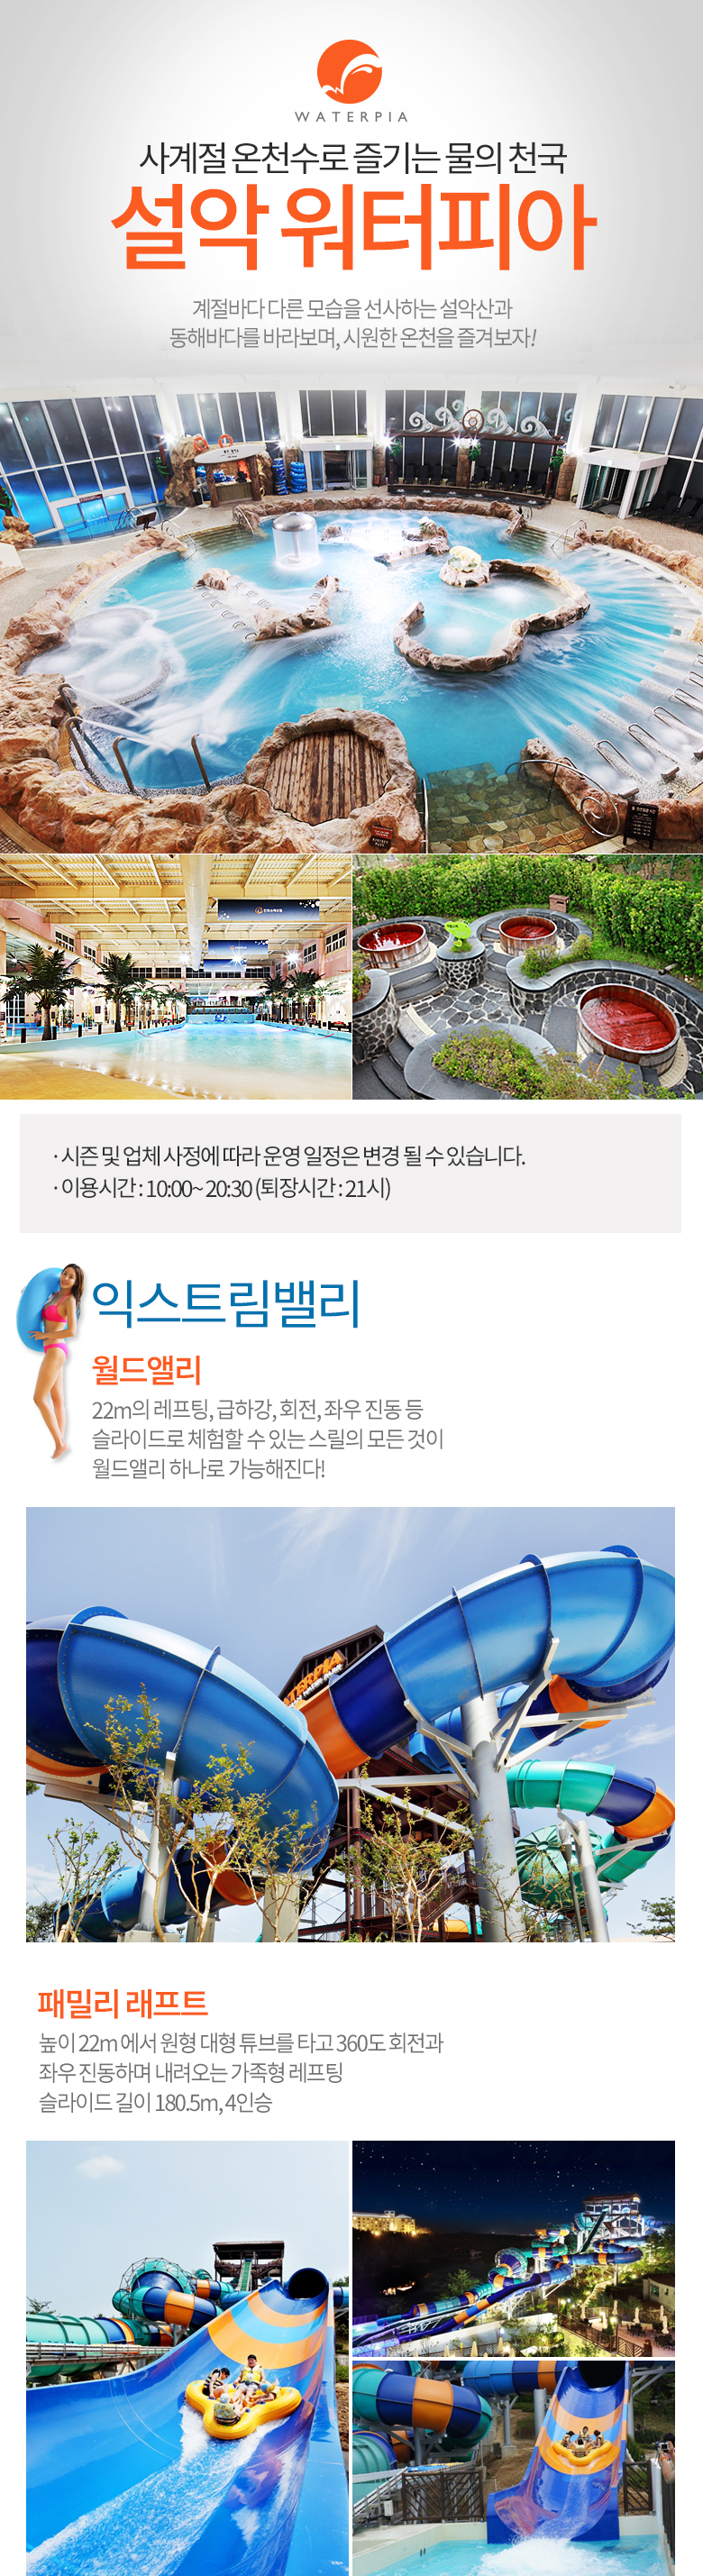 WATERPIA
사계절 온천수로 즐기는 물의 천국
설악 워터피아
계절바다 다른 모습을 선사하는 설악산과
동해바다를 바라보며, 시원한 온천을 즐겨보자!
· 시즌 및 업체 사정에 따라 운영 일정은 변경 될 수 있습니다.
· 이용시간 : 10:00~ 20:30 (퇴장시간 : 21시)
익스트림밸리
월드앨리
22m의 레프팅, 급하강, 회전, 좌우 진동 등
슬라이드로 체험할 수 있는 스릴의 모든 것이
월드앨리 하나로 가능해진다!
패밀리 래프트
높이 22m 에서 원형 대형 튜브를 타고 360도 회전과
좌우 진동하며 내려오는 가족형 레프팅
슬라이드 길이 180.5m, 4인승